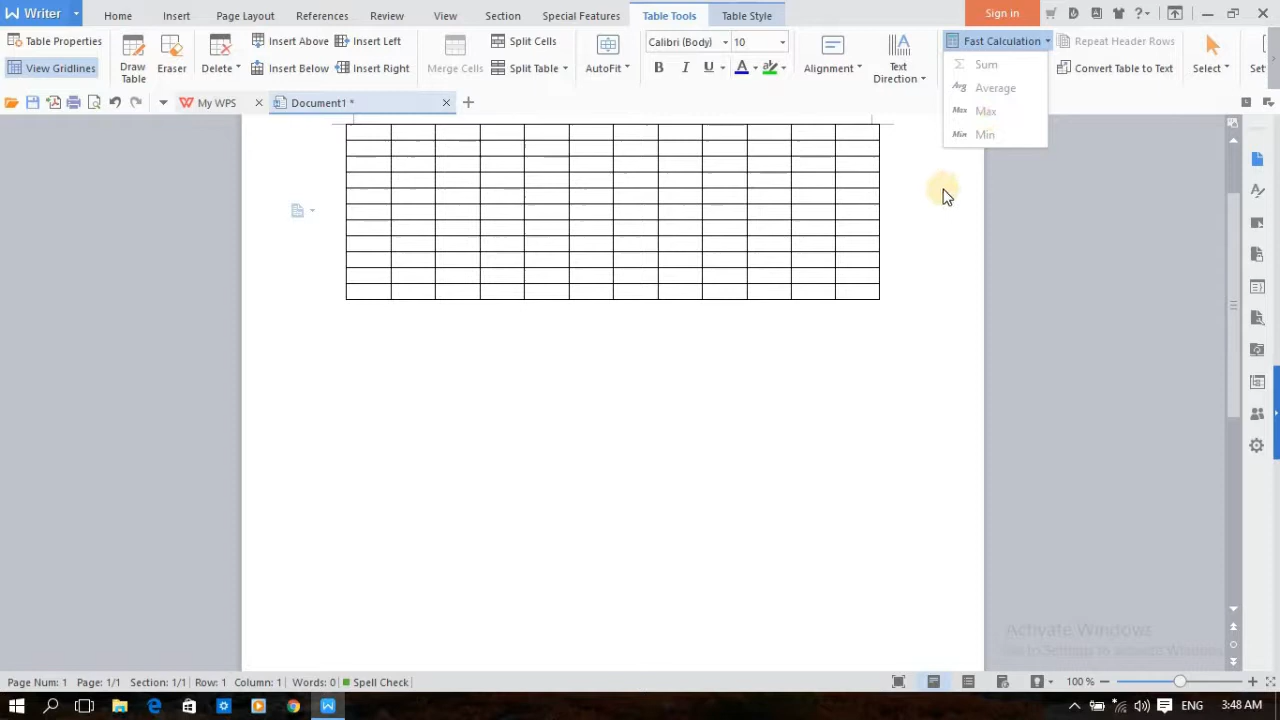 Writer
Home
Insert
Page Layout
References
Review
View
Section
Special Features
Table Tools
Table Style
Sign in
Table Properties
View Gridlines
Draw
Table
Eraser
Delete
Insert Above
Insert Below
Insert Left
Insert Right
Merge Cells
Split Cells
Split Table
AutoFit
Calibri (Body)
10
B I U A
Alignment
Text
Direction
A
Fast Calculation
Repeat Header Rows
Convert Table to Text
Select
Set
Sum
Avg Average
Max Max
Min Min
W My WPS
Document1 *
Activate Windows
Page Num: 1 Page: 1/1 Section: 1/1 Row: 1 Column: 1 Words: 0 Spell Check
100 %
ENG 3:48 AM